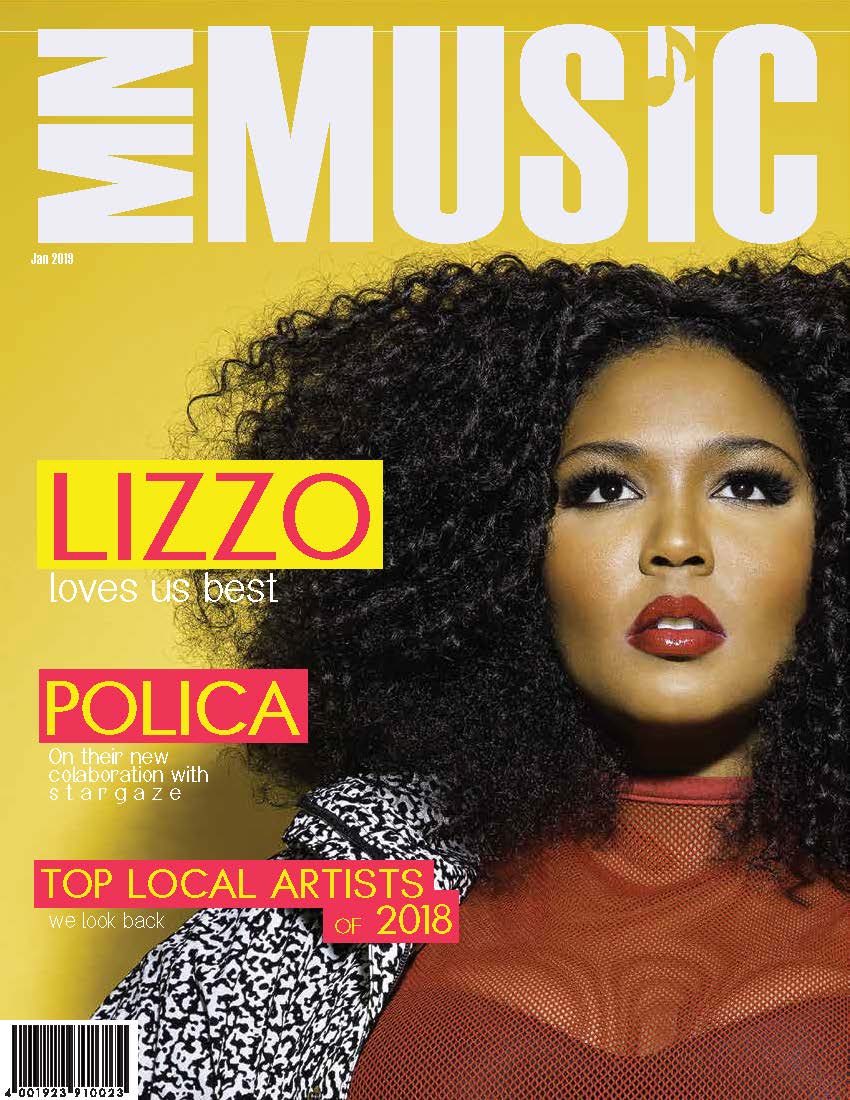 MN MUSiC
Jan 2019
LIZZO
loves us best
POLICA
On their new
colaboration with
stargaze
TOP LOCAL ARTISTS
we look back
OF 2018
4 001923 910023